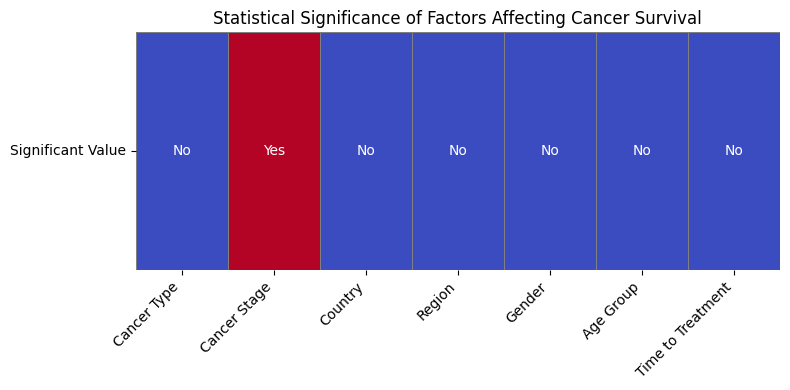 Statistical Significance of Factors Affecting Cancer Survival
Significant Value
No
Yes
No
No
No
No
No
Cancer Type
Cancer Stage
Country
Region
Gender
Age Group
Time to Treatment